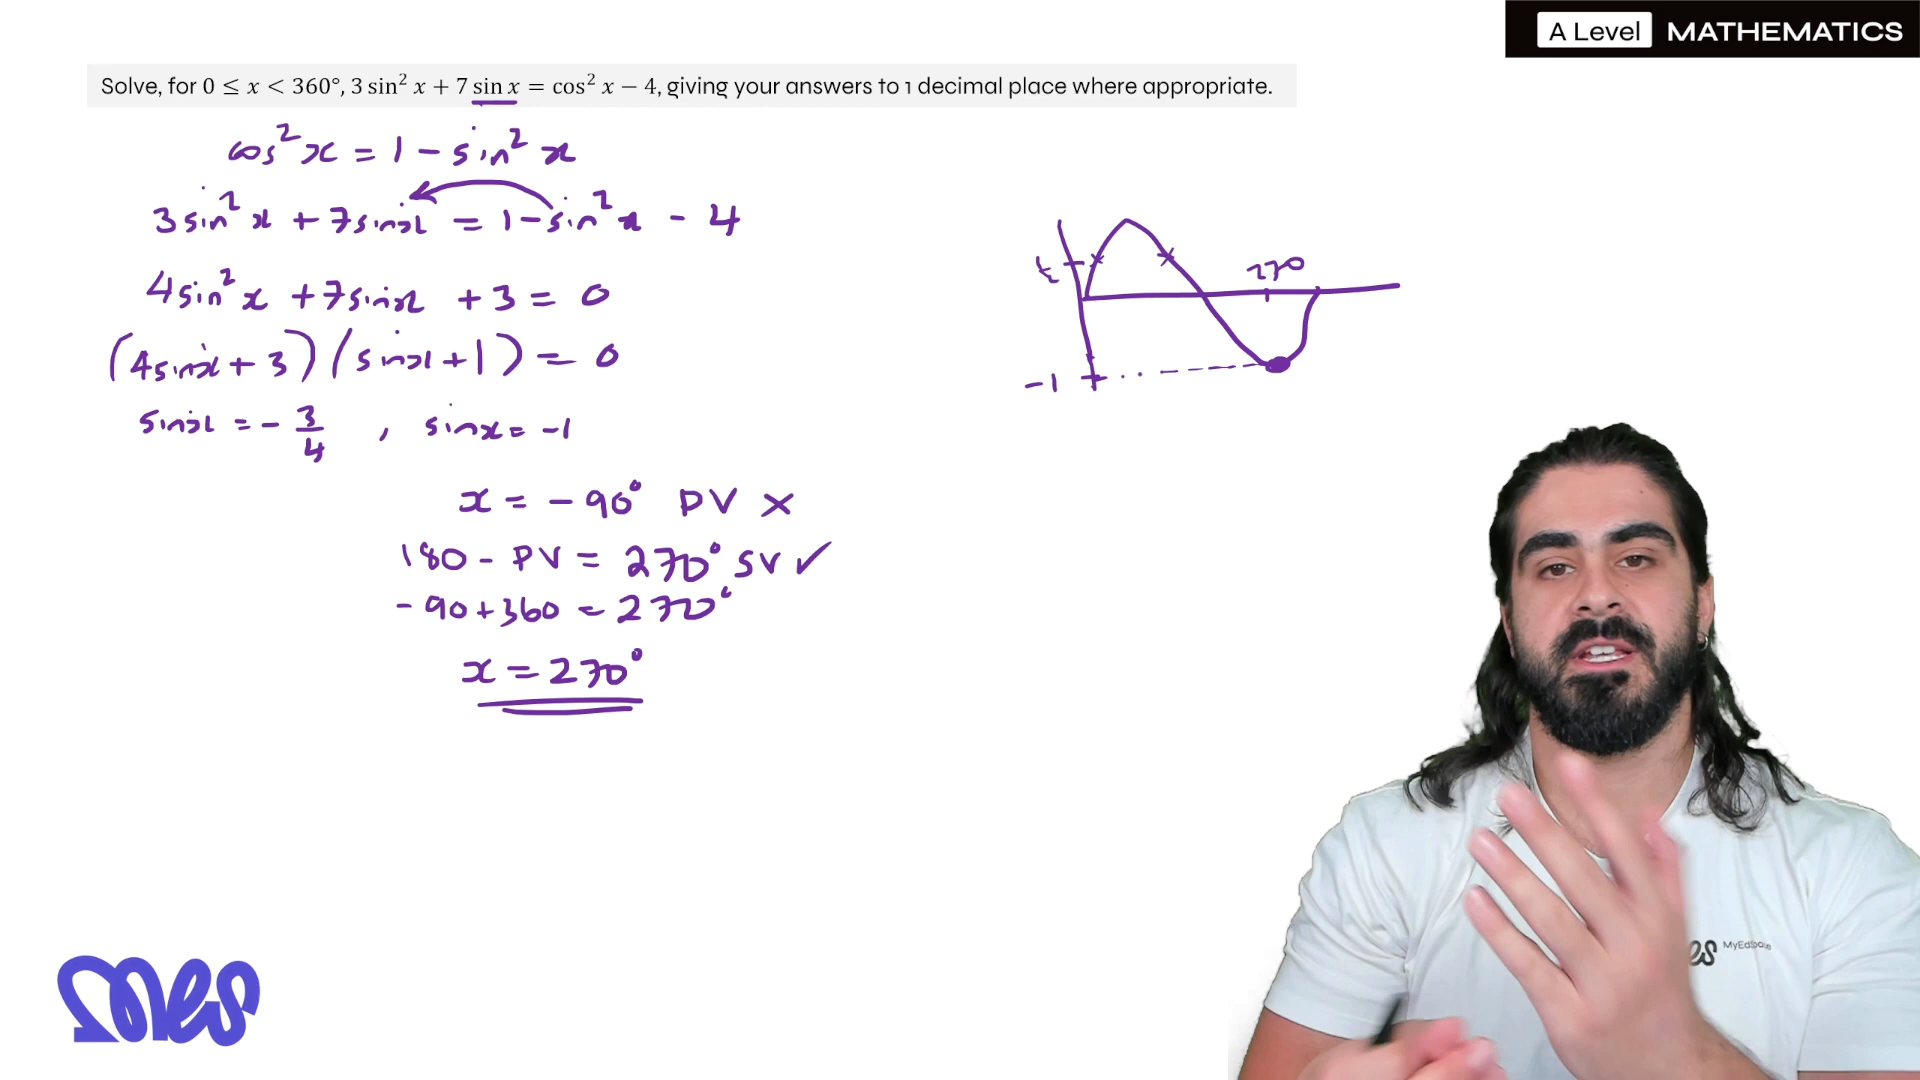 A Level MATHEMATICS
Solve, for 0 ≤ x < 360°, 3 sin² x + 7 sin x = cos² x − 4, giving your answers to 1 decimal place where appropriate.
cos²x = 1 − sin²x
3sin²x + 7sinx = 1 − sin²x − 4
4sin²x + 7sinx + 3 = 0
(4sinx + 3)(sinx + 1) = 0
sinx = −3/4 , sinx = −1
x = −90° PV ×
180 − PV = 270° SV ✓
−90 + 360 = 270°
x = 270°
270
−1
mes
MyEdSpace